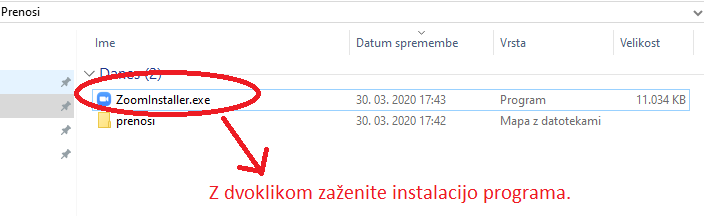 Prenosi
Ime Datum spremembe Vrsta Velikost
Danes (2)
ZoomInstaller.exe 30. 03. 2020 17:43 Program 11.034 KB
prenosi 30. 03. 2020 17:42 Mapa z datotekami
Z dvoklikom zaženite instalacijo programa.